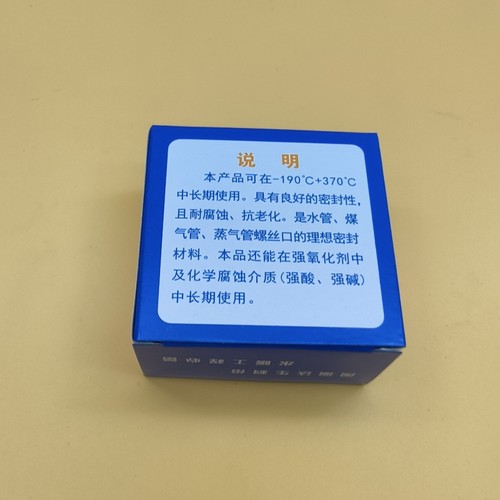 说 明
本产品可在-190℃+370℃
中长期使用。具有良好的密封性,
且耐腐蚀、抗老化。是水管、煤
气管、蒸气管螺丝口的理想密封
材料。本品还能在强氧化剂中
及化学腐蚀介质(强酸、强碱)
中长期使用。